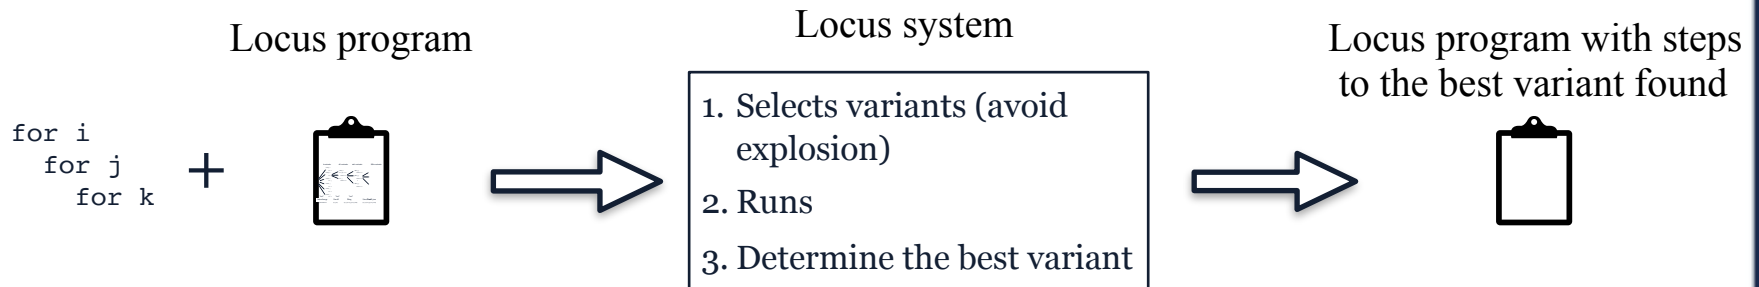 Locus program
for i
for j
for k
+
Locus system
1. Selects variants (avoid
explosion)
2. Runs
3. Determine the best variant
Locus program with steps
to the best variant found